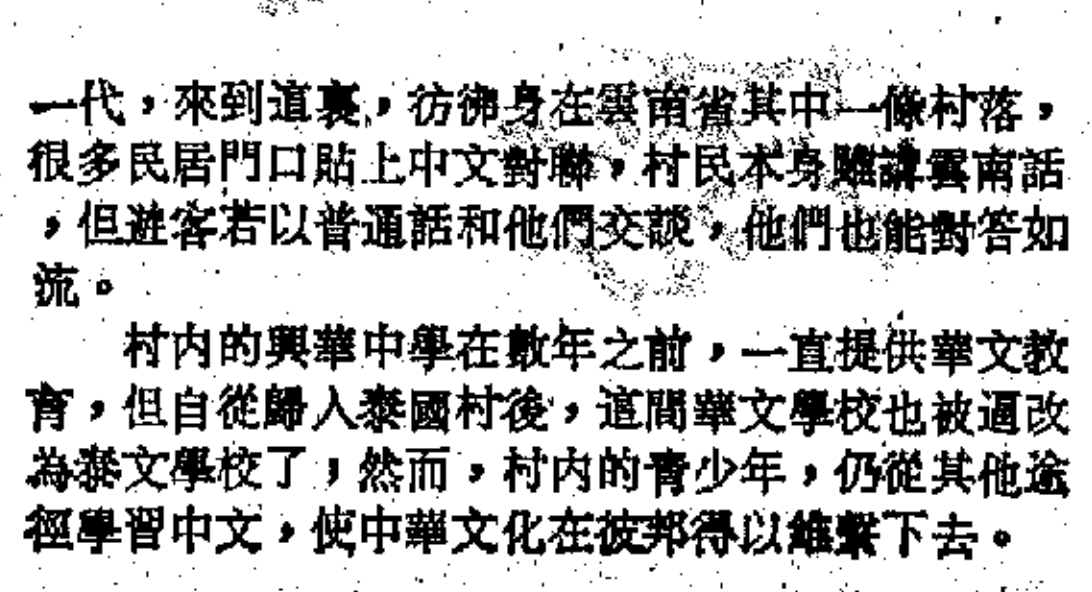 一代，來到這裏，彷彿身在雲南省其中一條村落，
很多民居門口貼上中文對聯，村民本身雖講雲南話
，但遊客若以普通話和他們交談，他們也能對答如
流。
村内的興華中學在數年之前，一直提供華文教
育，但自從歸入泰國村後，這間華文學校也被逼改
為泰文學校了；然而，村内的青少年，仍從其他途
徑學習中文，使中華文化在彼邦得以維繫下去。